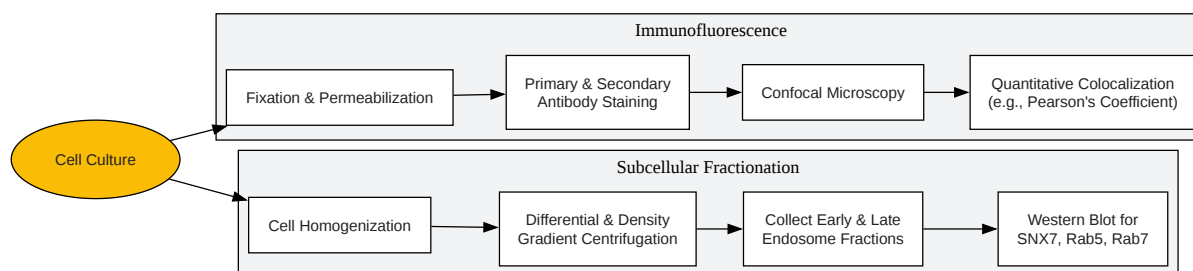 Immunofluorescence
Fixation & Permeabilization
Primary & Secondary
Antibody Staining
Confocal Microscopy
Quantitative Colocalization
(e.g., Pearson's Coefficient)
Cell Culture
Subcellular Fractionation
Cell Homogenization
Differential & Density
Gradient Centrifugation
Collect Early & Late
Endosome Fractions
Western Blot for
SNX7, Rab5, Rab7